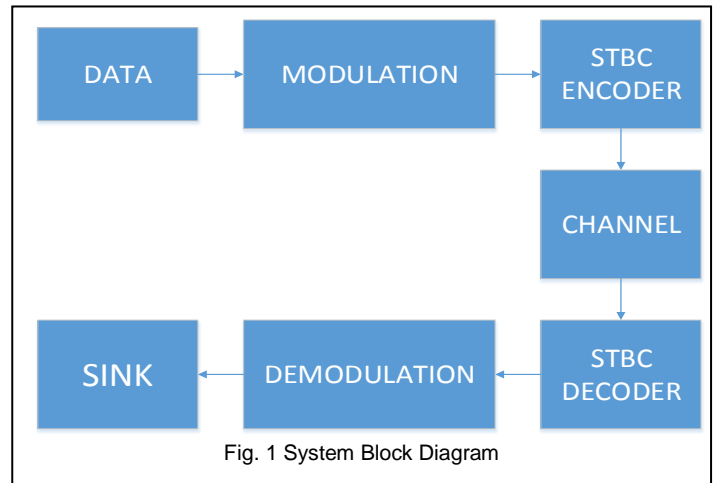 DATA
MODULATION
STBC
ENCODER
CHANNEL
STBC
DECODER
DEMODULATION
SINK
Fig. 1 System Block Diagram